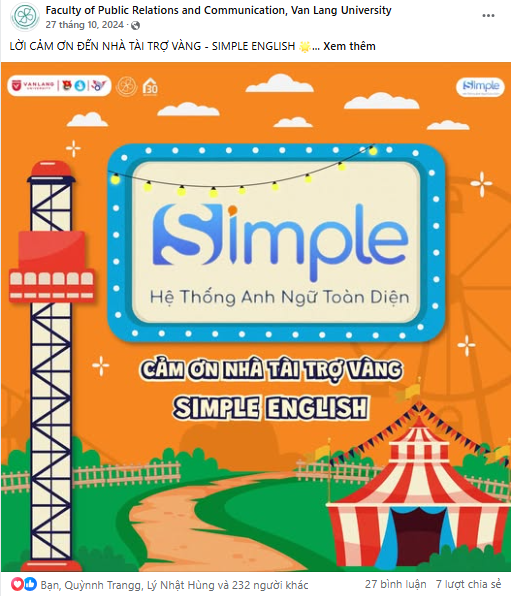 Faculty of Public Relations and Communication, Van Lang University
27 tháng 10, 2024 ·
LỜI CẢM ƠN ĐẾN NHÀ TÀI TRỢ VÀNG - SIMPLE ENGLISH 🌟... Xem thêm
VAN LANG
UNIVERSITY
30
Simple
Simple
Hệ Thống Anh Ngữ Toàn Diện
CẢM ƠN NHÀ TÀI TRỢ VÀNG
SIMPLE ENGLISH
Bạn, Quỳnh Trangg, Lý Nhật Hùng và 232 người khác
27 bình luận 7 lượt chia sẻ